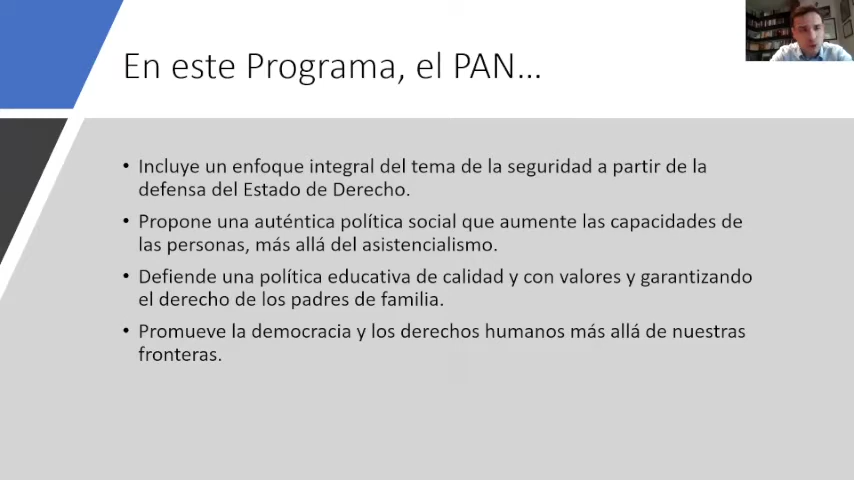 En este Programa, el PAN...
• Incluye un enfoque integral del tema de la seguridad a partir de la
defensa del Estado de Derecho.
• Propone una auténtica política social que aumente las capacidades de
las personas, más allá del asistencialismo.
• Defiende una política educativa de calidad y con valores y garantizando
el derecho de los padres de familia.
• Promueve la democracia y los derechos humanos más allá de nuestras
fronteras.